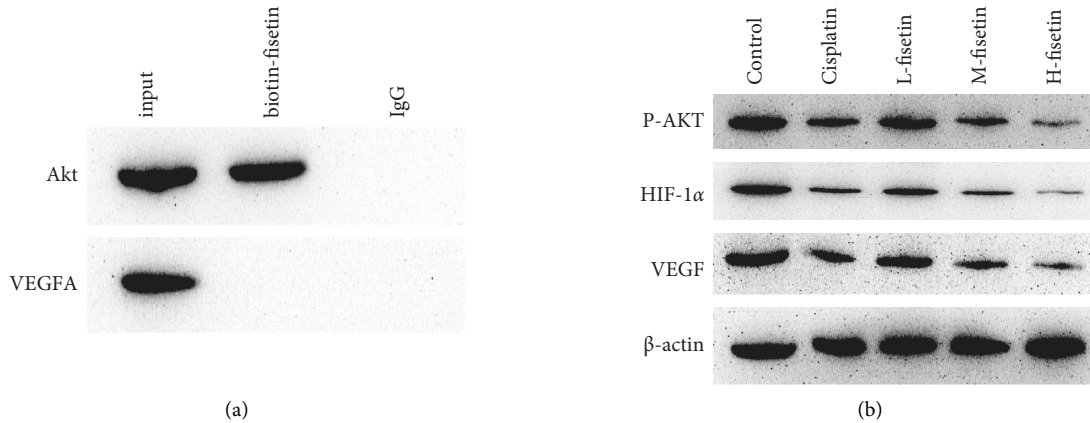 input
biotin-fisetin
IgG
Akt
VEGFA
(a)
Control
Cisplatin
L-fisetin
M-fisetin
H-fisetin
P-AKT
HIF-1α
VEGF
β-actin
(b)